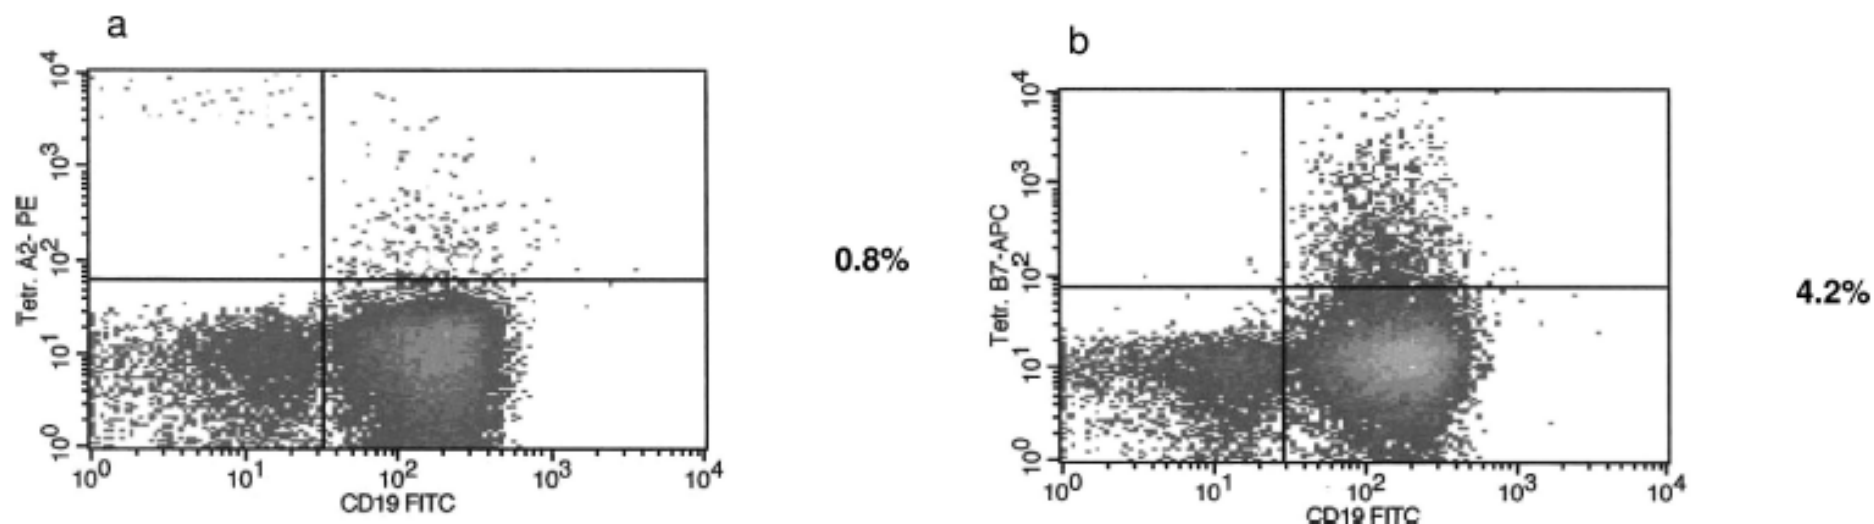 a
10⁴
10³
10²
10¹
10⁰
Tetr. A2- PE
10⁰ 10¹ 10² 10³ 10⁴
CD19 FITC
0.8%
b
10⁴
10³
10²
10¹
10⁰
Tetr. B7-APC
10⁰ 10¹ 10² 10³ 10⁴
CD19 FITC
4.2%